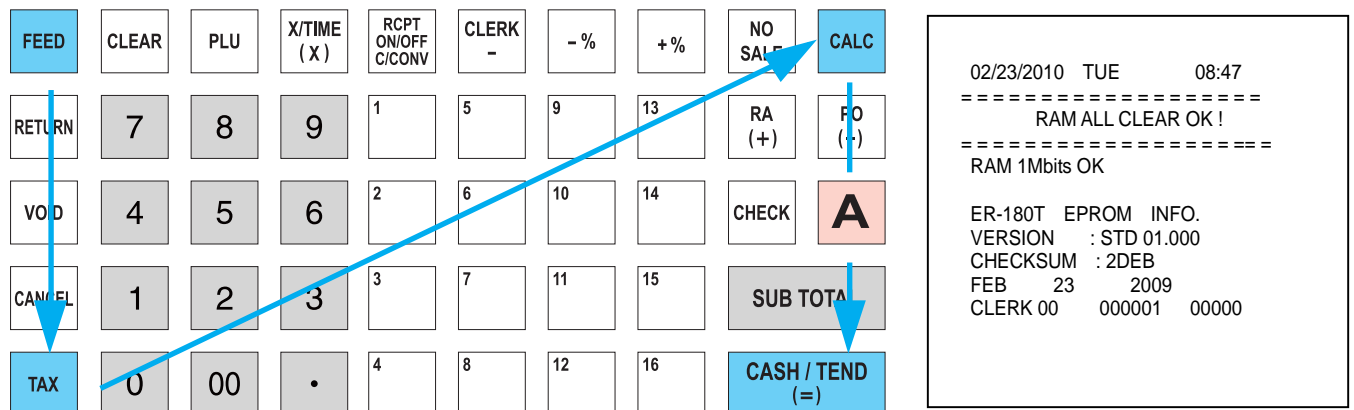 FEED CLEAR PLU X/TIME (X) RCPT ON/OFF C/CONV CLERK – – % + % NO SALE CALC
RETURN 7 8 9 1 5 9 13 RA (+) PO (–)
VOID 4 5 6 2 6 10 14 CHECK A
CANCEL 1 2 3 3 7 11 15 SUB TOTAL
TAX 0 00 • 4 8 12 16 CASH / TEND (=)
02/23/2010 TUE 08:47
= = = = = = = = = = = = = = = = = = =
RAM ALL CLEAR OK !
= = = = = = = = = = = = = = = = = == =
RAM 1Mbits OK
ER-180T EPROM INFO.
VERSION : STD 01.000
CHECKSUM : 2DEB
FEB 23 2009
CLERK 00 000001 00000